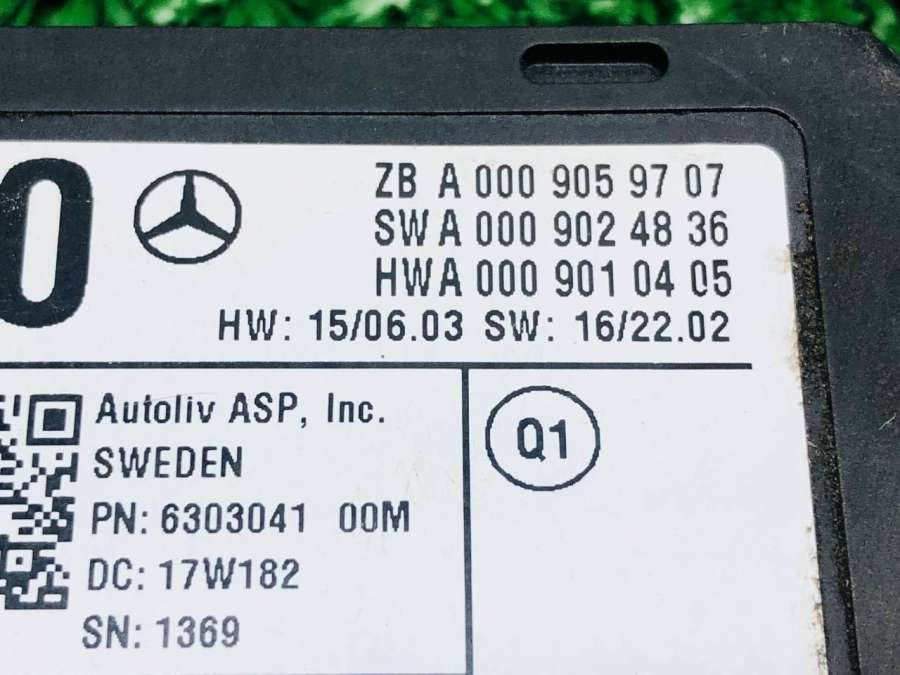 0
ZB A 000 905 97 07
SW A 000 902 48 36
HW A 000 901 04 05
HW: 15/06.03 SW: 16/22.02
Autoliv ASP, Inc.
SWEDEN
PN: 6303041 00M
DC: 17W182
SN: 1369
Q1